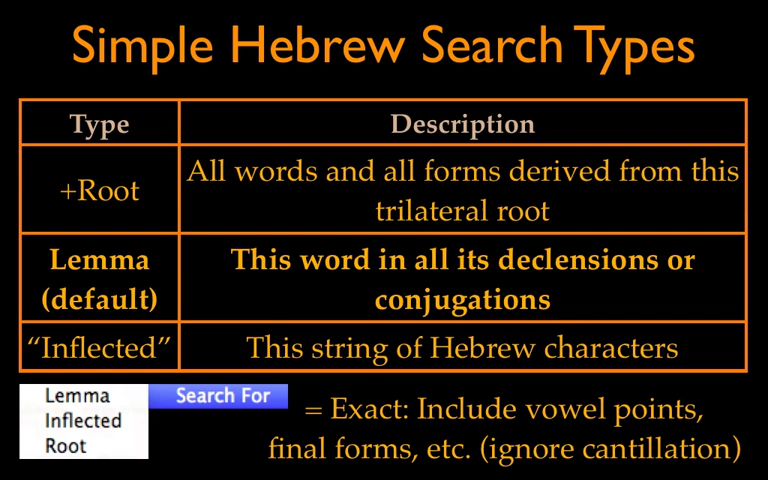 Simple Hebrew Search Types
Type Description
+Root All words and all forms derived from this
trilateral root
Lemma This word in all its declensions or
(default) conjugations
“Inflected” This string of Hebrew characters
Lemma Search For
Inflected
Root
= Exact: Include vowel points,
final forms, etc. (ignore cantillation)